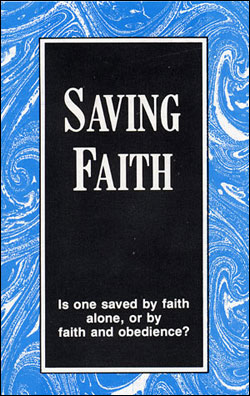 SAVING
FAITH
Is one saved by faith
alone, or by
faith and obedience?